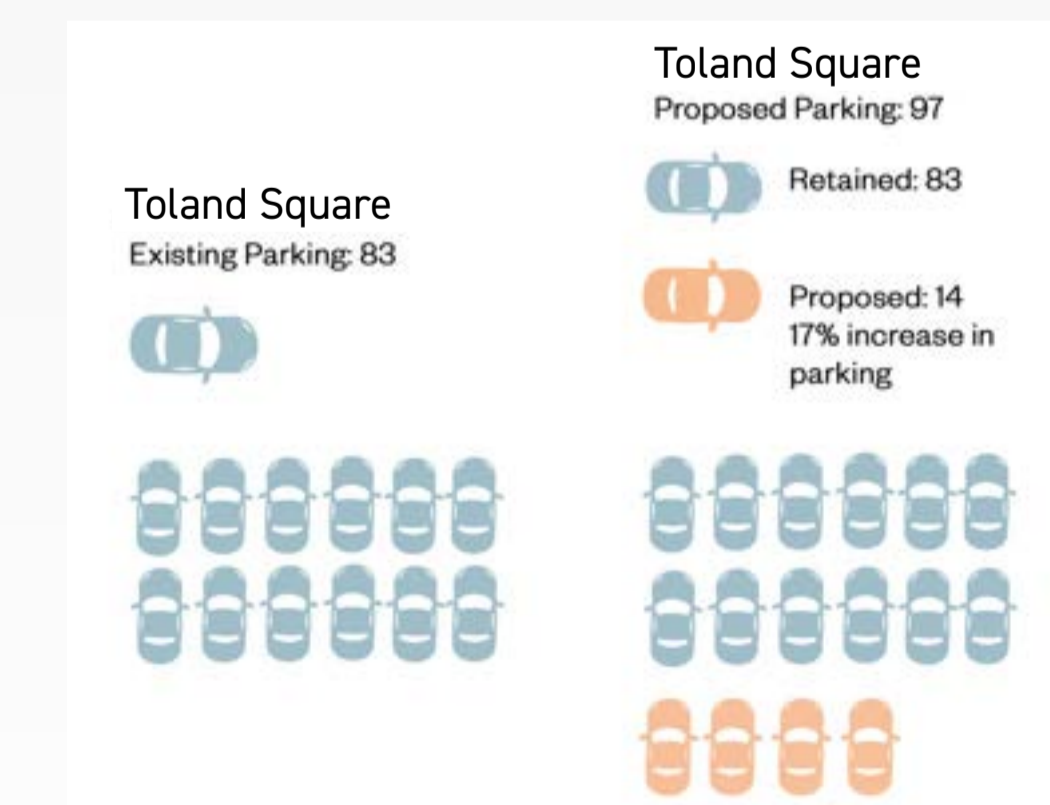 Toland Square
Existing Parking: 83
Toland Square
Proposed Parking: 97
Retained: 83
Proposed: 14
17% increase in
parking